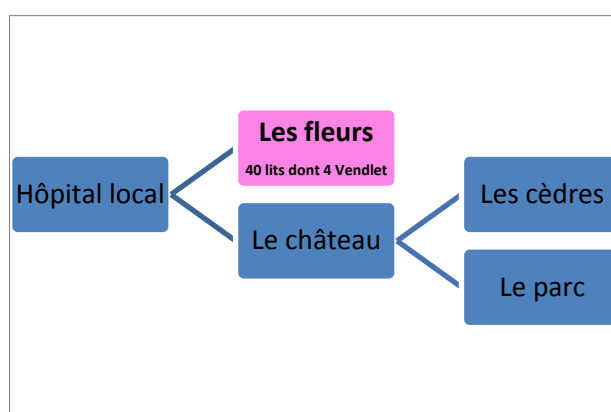 Les fleurs
40 lits dont 4 Vendlet
Hôpital local
Les cèdres
Le château
Le parc